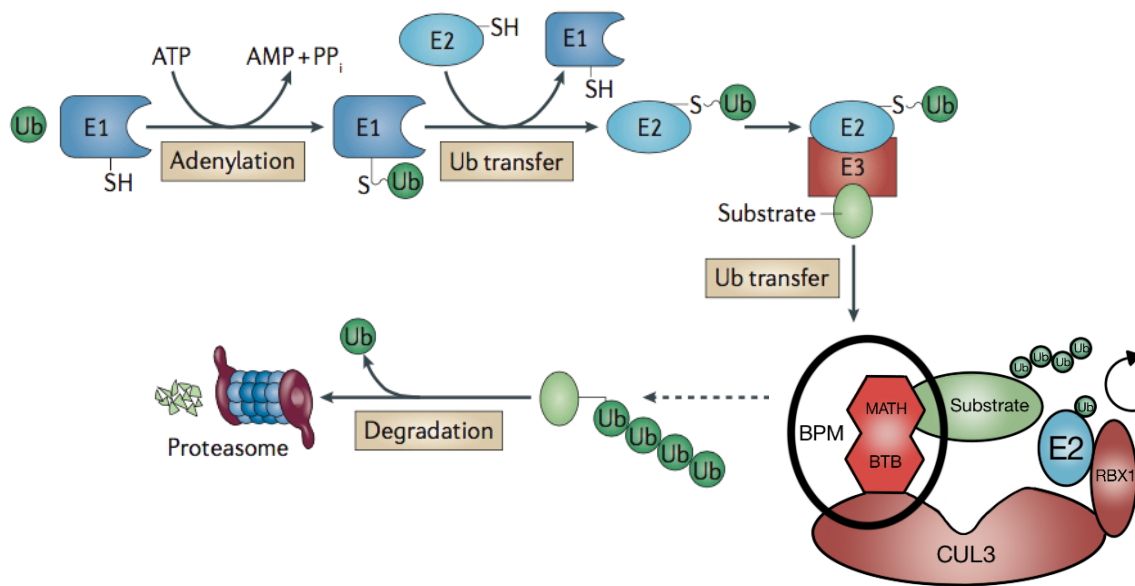 ATP
AMP + PPi
E2
SH
E1
SH
Ub
E1
SH
Adenylation
E1
S
Ub
Ub transfer
E2
S
Ub
E2
S
Ub
E3
Substrate
Ub transfer
Proteasome
Degradation
Ub
Ub
Ub
Ub
Ub
BPM
MATH
BTB
Substrate
Ub
Ub
Ub
Ub
Ub
E2
RBX1
CUL3